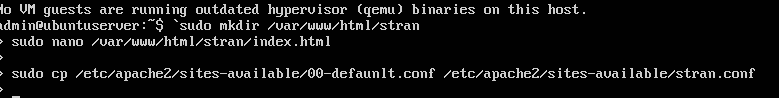 No VM guests are running outdated hypervisor (qemu) binaries on this host.
admin@ubuntuserver:~$ `sudo mkdir /var/www/html/stran
> sudo nano /var/www/html/stran/index.html
>
> sudo cp /etc/apache2/sites-available/00-defaunlt.conf /etc/apache2/sites-available/stran.conf
> _